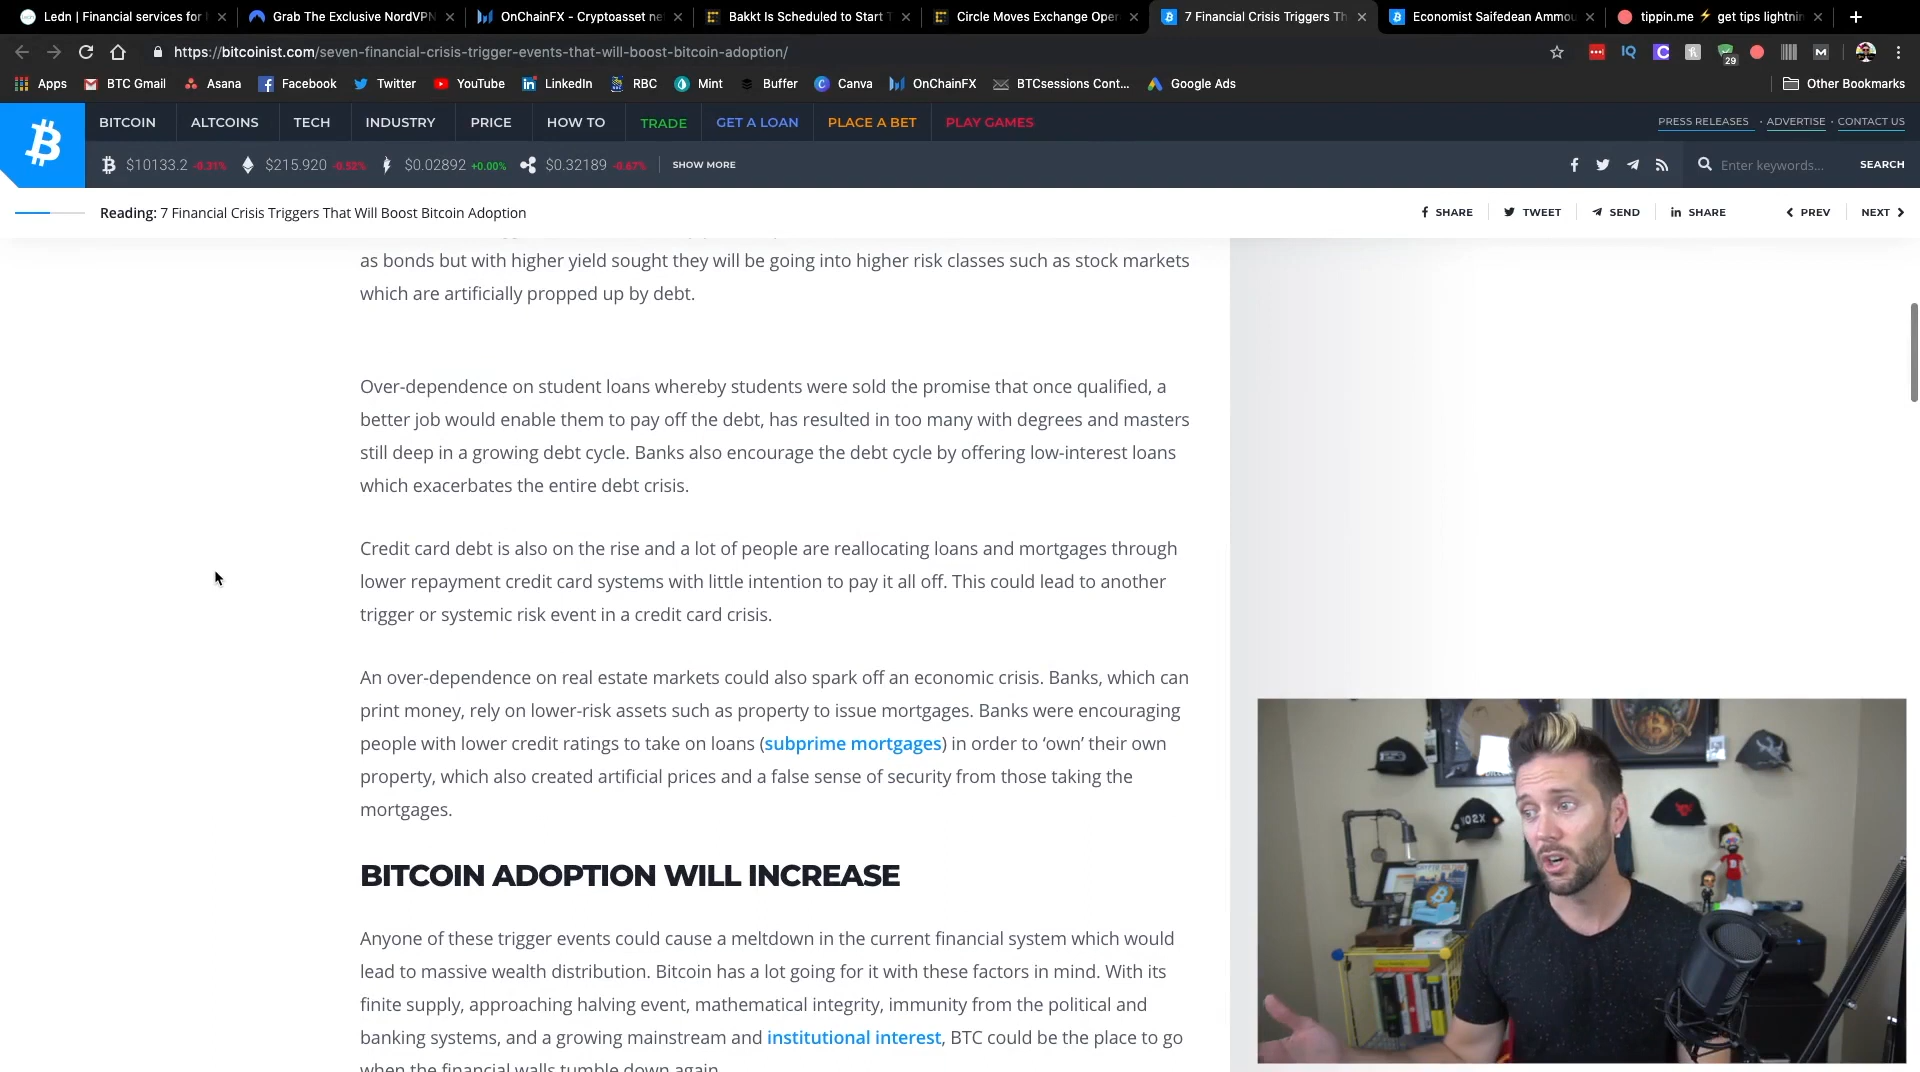 Ledn | Financial services for
Grab The Exclusive NordVPN
OnChainFX - Cryptoasset ne
Bakkt Is Scheduled to Start T
Circle Moves Exchange Oper
7 Financial Crisis Triggers Th
Economist Saifedean Ammou
tippin.me ⚡ get tips lightnin
https://bitcoinist.com/seven-financial-crisis-trigger-events-that-will-boost-bitcoin-adoption/
29
Apps
BTC Gmail
Asana
Facebook
Twitter
YouTube
LinkedIn
RBC
Mint
Buffer
Canva
OnChainFX
BTCsessions Cont...
Google Ads
Other Bookmarks
BITCOIN
ALTCOINS
TECH
INDUSTRY
PRICE
HOW TO
TRADE
GET A LOAN
PLACE A BET
PLAY GAMES
PRESS RELEASES · ADVERTISE · CONTACT US
$10133.2 -0.31%
$215.920 -0.52%
$0.02892 +0.00%
$0.32189 -0.67%
SHOW MORE
Enter keywords...
SEARCH
Reading: 7 Financial Crisis Triggers That Will Boost Bitcoin Adoption
SHARE
TWEET
SEND
SHARE
PREV
NEXT
as bonds but with higher yield sought they will be going into higher risk classes such as stock markets
which are artificially propped up by debt.
Over-dependence on student loans whereby students were sold the promise that once qualified, a
better job would enable them to pay off the debt, has resulted in too many with degrees and masters
still deep in a growing debt cycle. Banks also encourage the debt cycle by offering low-interest loans
which exacerbates the entire debt crisis.
Credit card debt is also on the rise and a lot of people are reallocating loans and mortgages through
lower repayment credit card systems with little intention to pay it all off. This could lead to another
trigger or systemic risk event in a credit card crisis.
An over-dependence on real estate markets could also spark off an economic crisis. Banks, which can
print money, rely on lower-risk assets such as property to issue mortgages. Banks were encouraging
people with lower credit ratings to take on loans (subprime mortgages) in order to ‘own’ their own
property, which also created artificial prices and a false sense of security from those taking the
mortgages.
BITCOIN ADOPTION WILL INCREASE
Anyone of these trigger events could cause a meltdown in the current financial system which would
lead to massive wealth distribution. Bitcoin has a lot going for it with these factors in mind. With its
finite supply, approaching halving event, mathematical integrity, immunity from the political and
banking systems, and a growing mainstream and institutional interest, BTC could be the place to go
when the financial walls tumble down again.